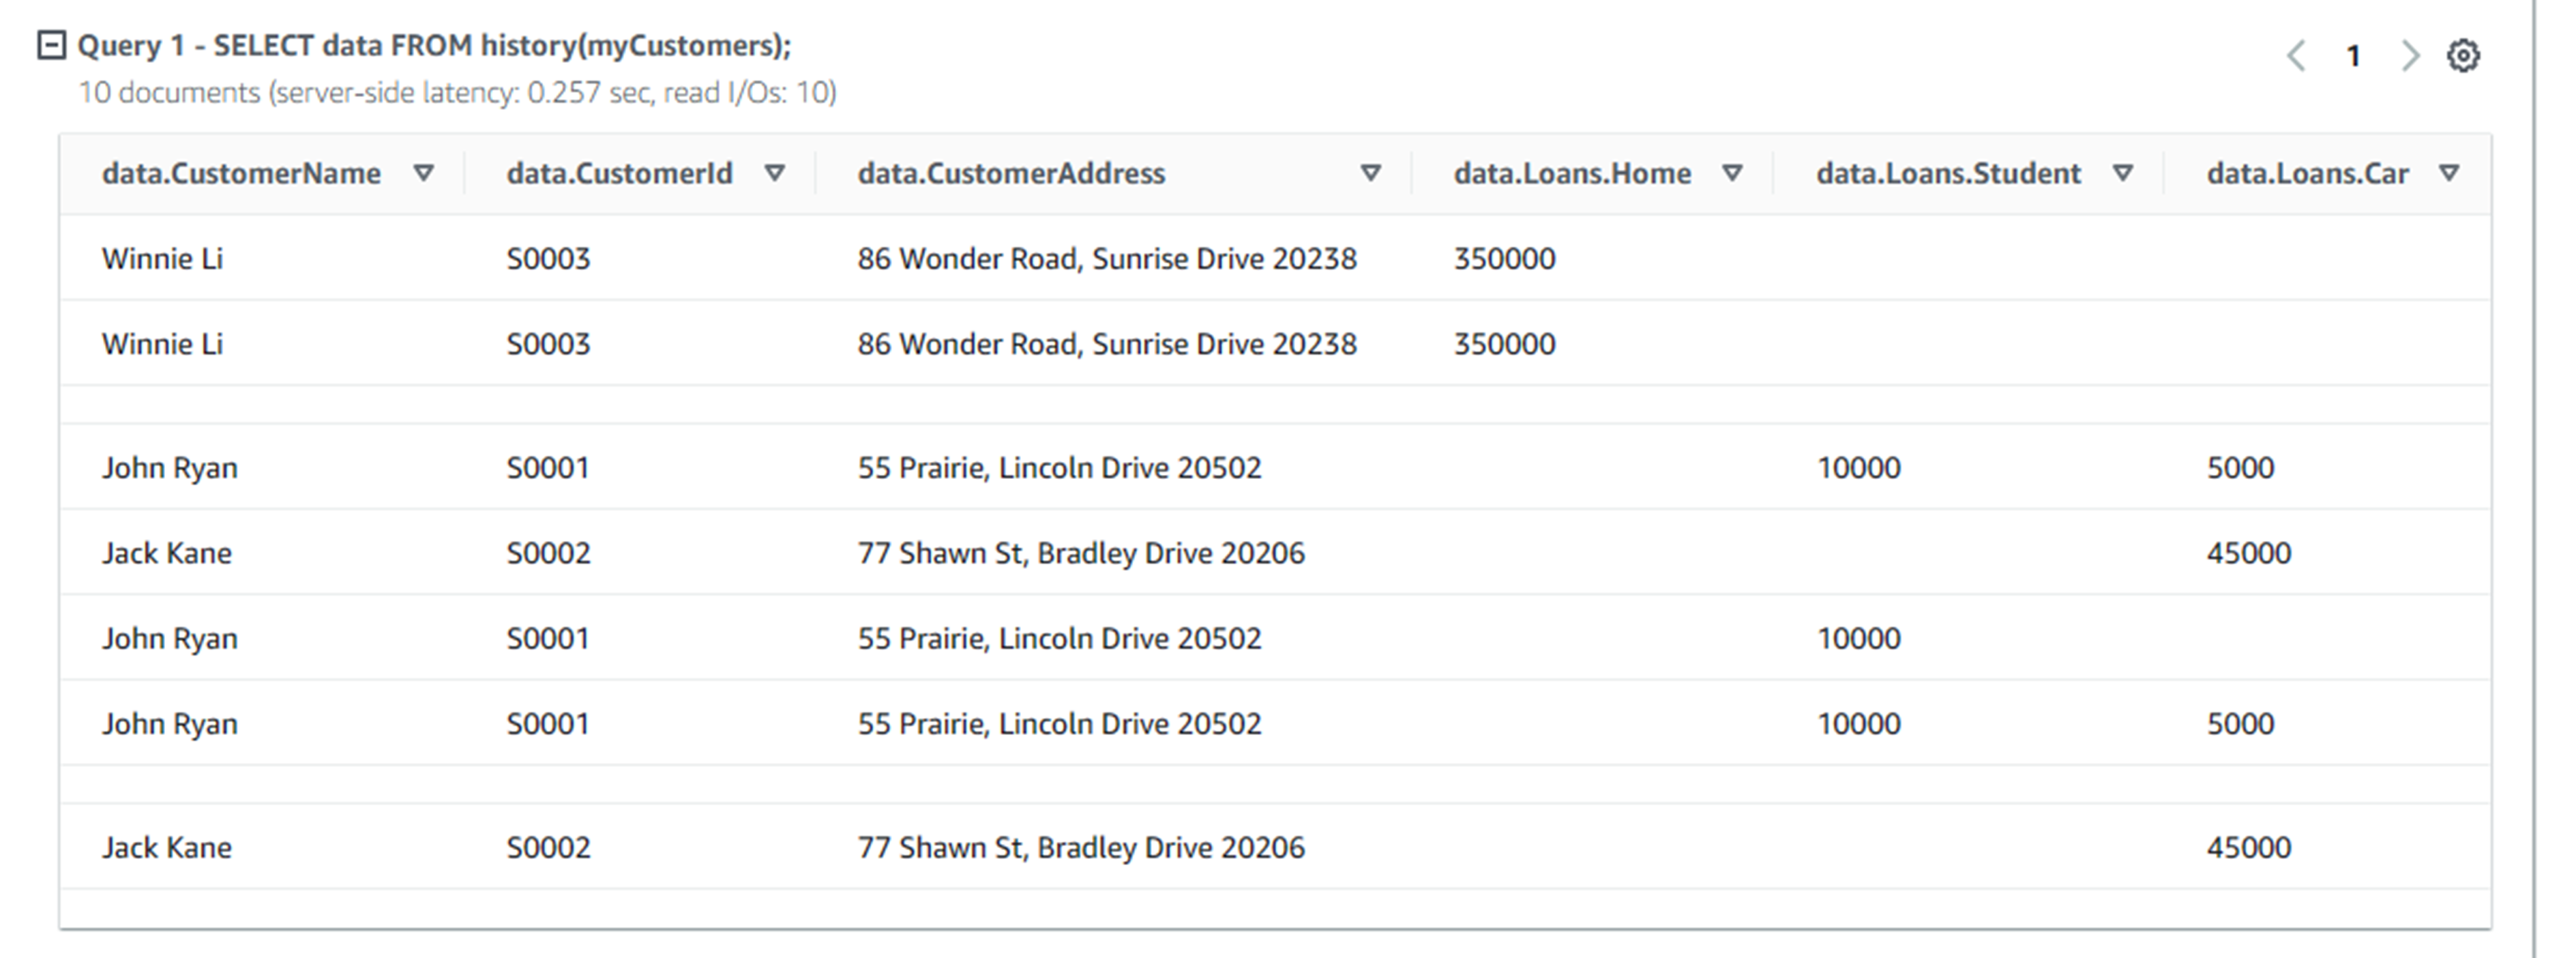 Query 1 - SELECT data FROM history(myCustomers);
1
10 documents (server-side latency: 0.257 sec, read I/Os: 10)
data.CustomerName data.CustomerId data.CustomerAddress data.Loans.Home data.Loans.Student data.Loans.Car
Winnie Li S0003 86 Wonder Road, Sunrise Drive 20238 350000
Winnie Li S0003 86 Wonder Road, Sunrise Drive 20238 350000
John Ryan S0001 55 Prairie, Lincoln Drive 20502 10000 5000
Jack Kane S0002 77 Shawn St, Bradley Drive 20206 45000
John Ryan S0001 55 Prairie, Lincoln Drive 20502 10000
John Ryan S0001 55 Prairie, Lincoln Drive 20502 10000 5000
Jack Kane S0002 77 Shawn St, Bradley Drive 20206 45000